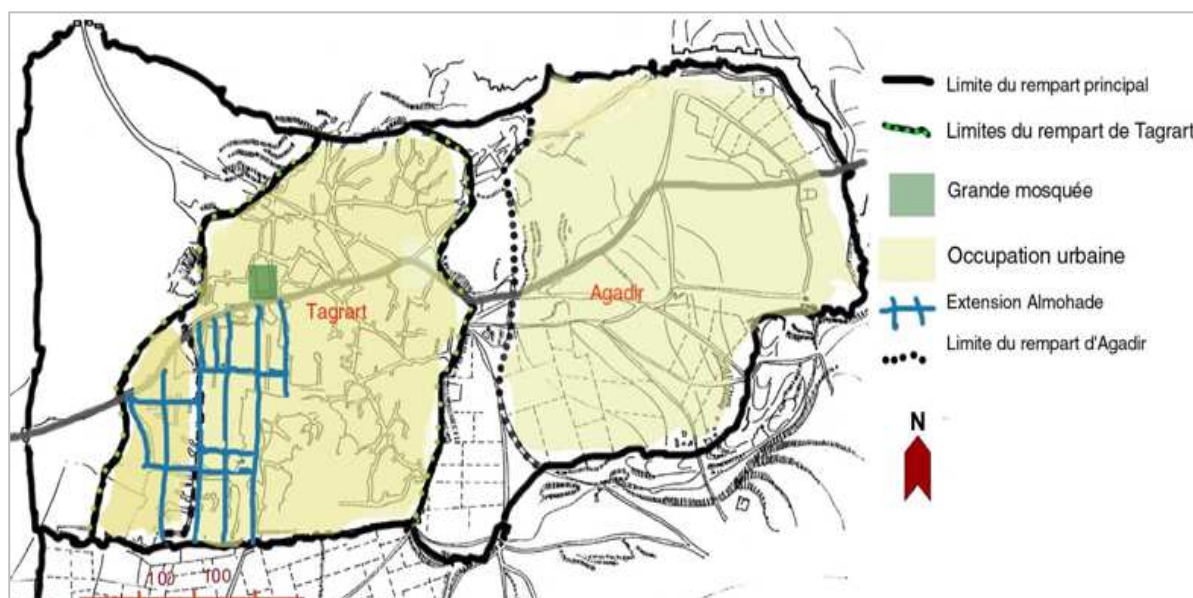 Limite du rempart principal
Limites du rempart de Tagrart
Grande mosquée
Occupation urbaine
Extension Almohade
Limite du rempart d'Agadir
N
Tagrart
Agadir
100 100